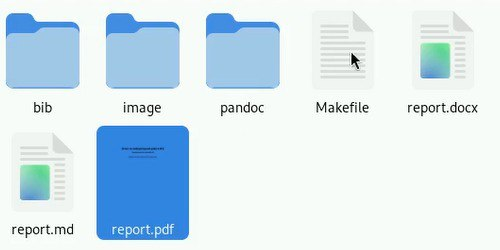 bib
image
pandoc
Makefile
report.docx
report.md
report.pdf